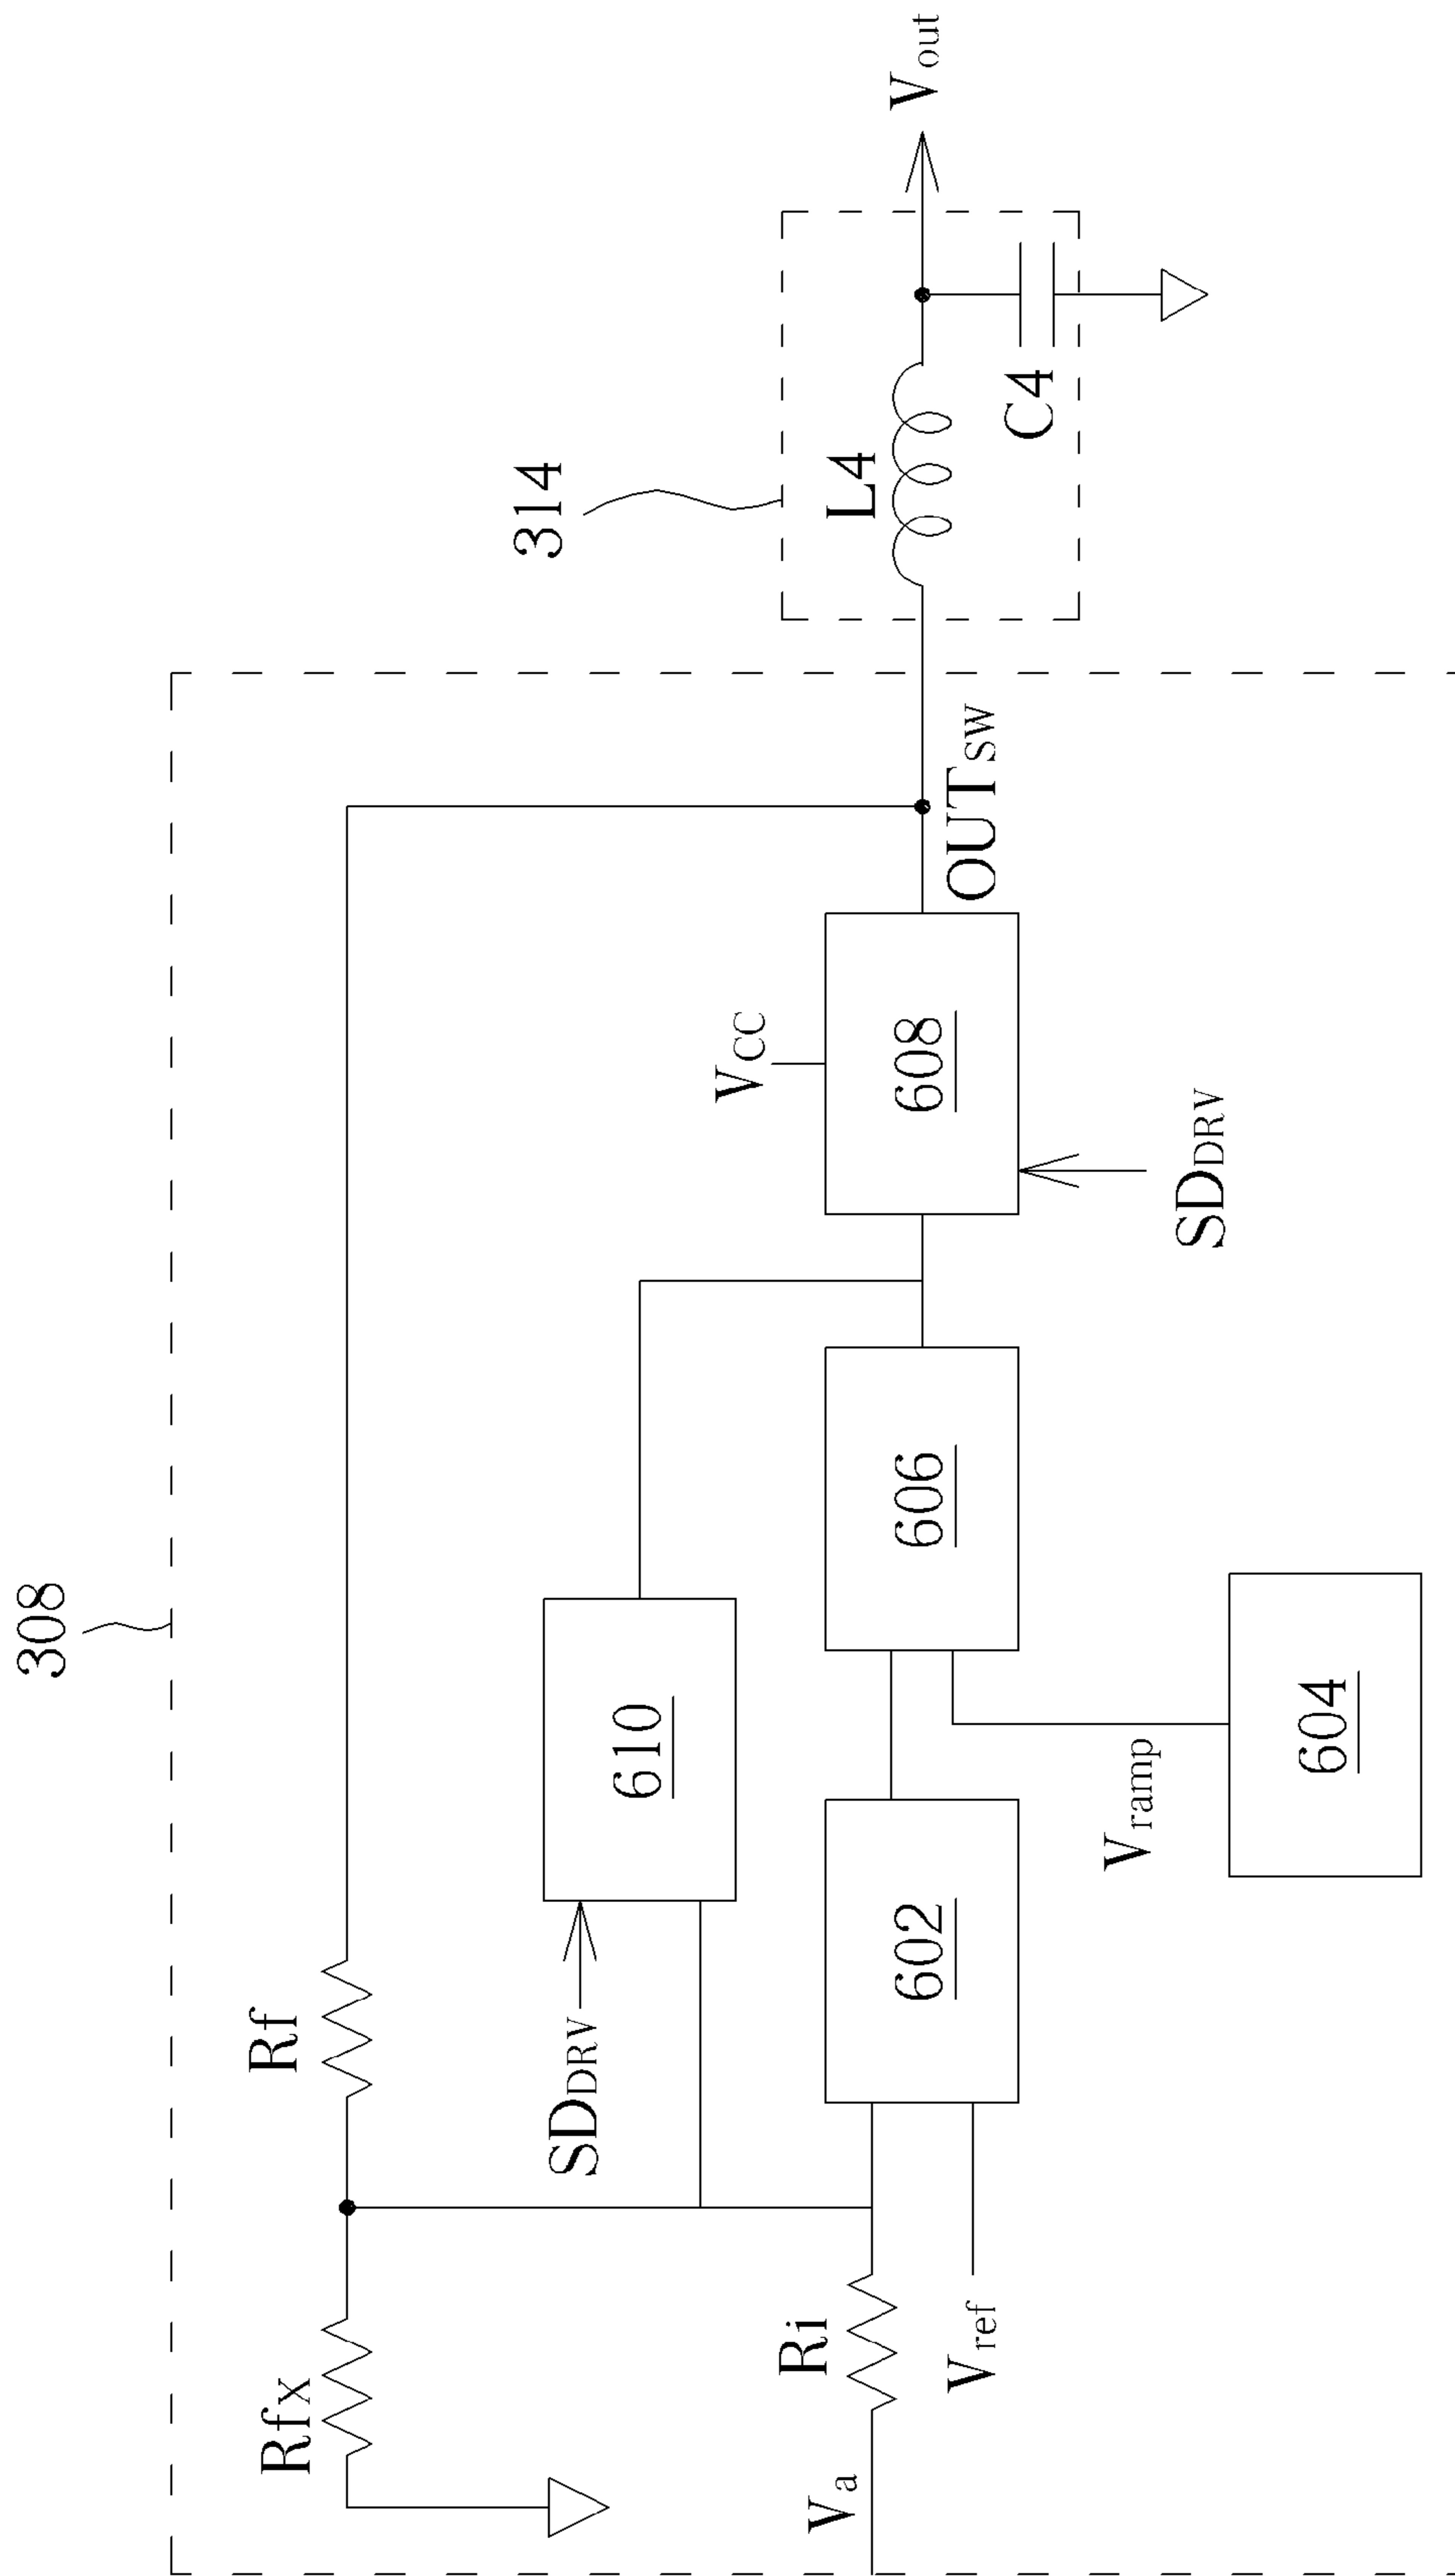 308
314
RfX
Rf
SDDRV
610
Va
Ri
Vref
602
606
VCC
608
OUTSW
L4
C4
Vout
Vramp
604
SDDRV